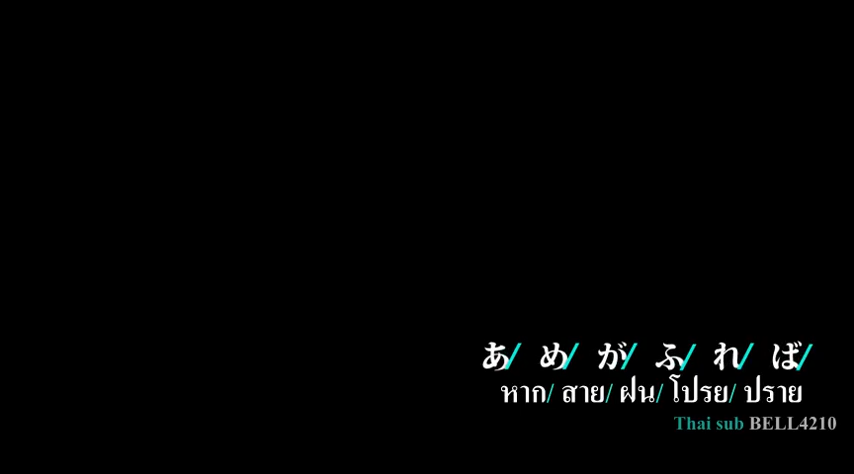 あ/ め/ が/ ふ/ れ/ ば/
หาก/ สาย/ ฝน/ โปรย/ ปราย
Thai sub BELL4210